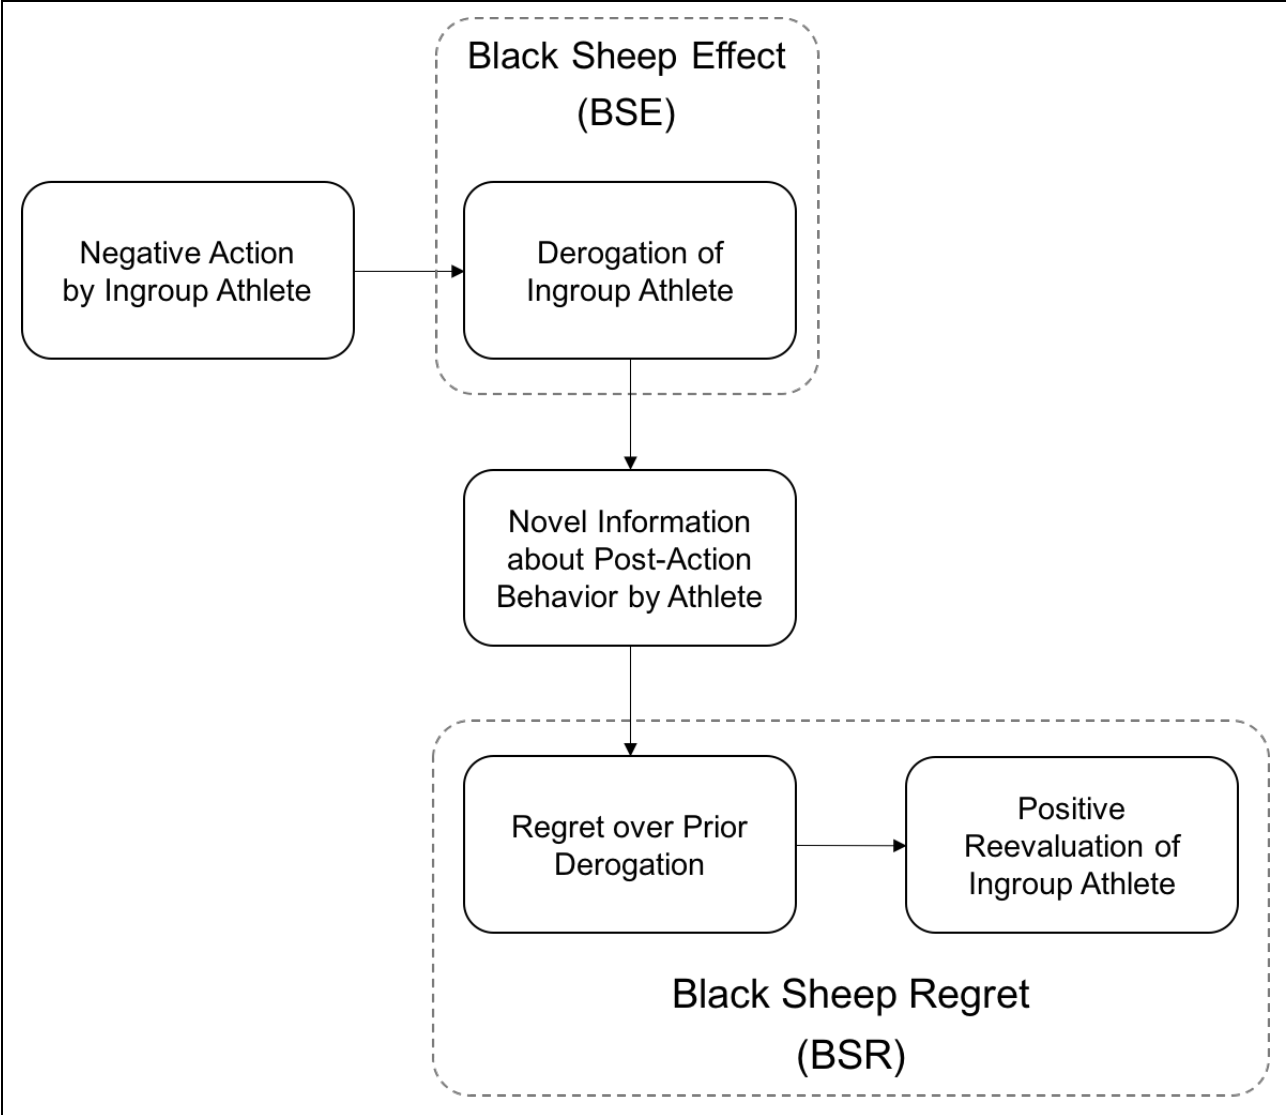 Black Sheep Effect
(BSE)
Negative Action
by Ingroup Athlete
Derogation of
Ingroup Athlete
Novel Information
about Post-Action
Behavior by Athlete
Regret over Prior
Derogation
Positive
Reevaluation of
Ingroup Athlete
Black Sheep Regret
(BSR)